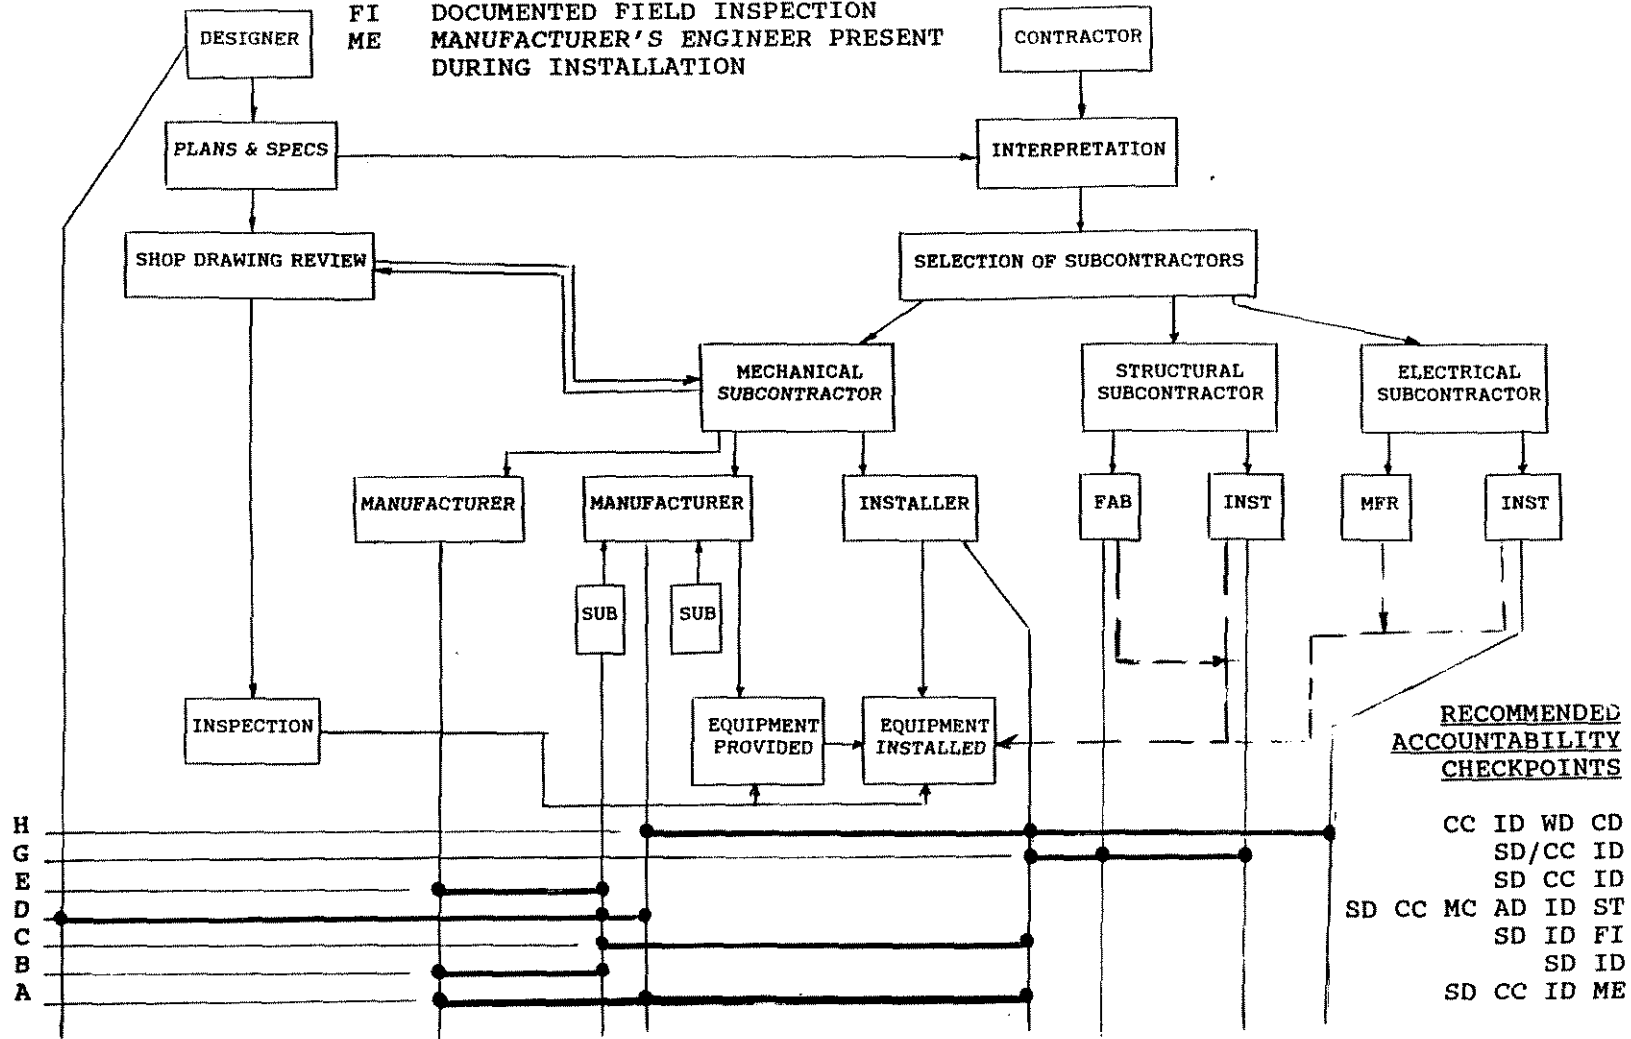 FI DOCUMENTED FIELD INSPECTION
ME MANUFACTURER'S ENGINEER PRESENT
DURING INSTALLATION
DESIGNER
CONTRACTOR
PLANS & SPECS
INTERPRETATION
SHOP DRAWING REVIEW
SELECTION OF SUBCONTRACTORS
MECHANICAL
SUBCONTRACTOR
STRUCTURAL
SUBCONTRACTOR
ELECTRICAL
SUBCONTRACTOR
MANUFACTURER
MANUFACTURER
INSTALLER
FAB
INST
MFR
INST
SUB
SUB
INSPECTION
EQUIPMENT
PROVIDED
EQUIPMENT
INSTALLED
RECOMMENDED
ACCOUNTABILITY
CHECKPOINTS
H CC ID WD CD
G SD/CC ID
E SD CC ID
D SD CC MC AD ID ST
C SD ID FI
B SD ID
A SD CC ID ME